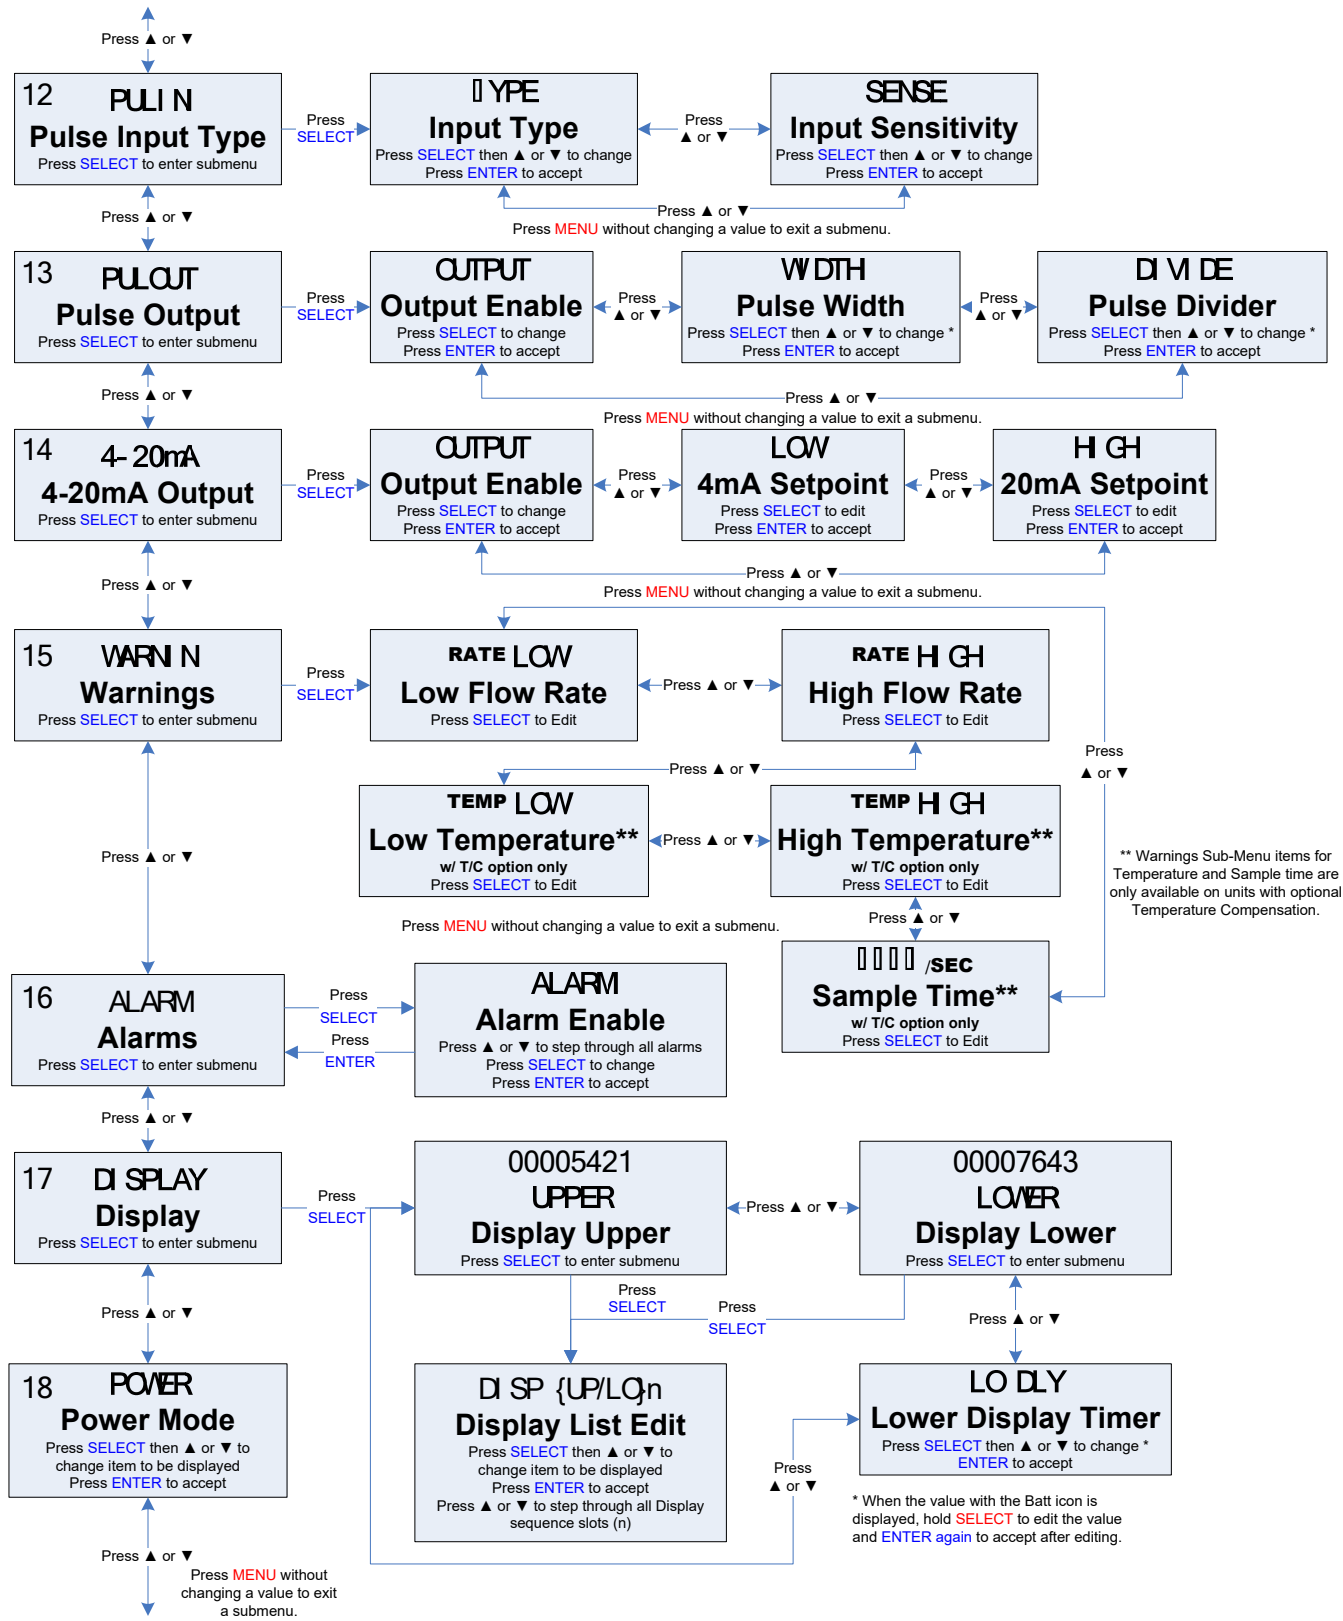 Press ▲ or ▼
12 PULIN
Pulse Input Type
Press SELECT to enter submenu
Press
SELECT
▯YPE
Input Type
Press SELECT then ▲ or ▼ to change
Press ENTER to accept
Press
▲ or ▼
SENSE
Input Sensitivity
Press SELECT then ▲ or ▼ to change
Press ENTER to accept
Press ▲ or ▼
Press MENU without changing a value to exit a submenu.
Press ▲ or ▼
13 PULOUT
Pulse Output
Press SELECT to enter submenu
Press
SELECT
OUTPUT
Output Enable
Press SELECT to change
Press ENTER to accept
Press
▲ or ▼
WIDTH
Pulse Width
Press SELECT then ▲ or ▼ to change *
Press ENTER to accept
Press
▲ or ▼
DIVIDE
Pulse Divider
Press SELECT then ▲ or ▼ to change *
Press ENTER to accept
Press ▲ or ▼
Press MENU without changing a value to exit a submenu.
Press ▲ or ▼
14 4-20mA
4-20mA Output
Press SELECT to enter submenu
Press
SELECT
OUTPUT
Output Enable
Press SELECT to change
Press ENTER to accept
Press
▲ or ▼
LOW
4mA Setpoint
Press SELECT to edit
Press ENTER to accept
Press
▲ or ▼
HIGH
20mA Setpoint
Press SELECT to edit
Press ENTER to accept
Press ▲ or ▼
Press MENU without changing a value to exit a submenu.
Press ▲ or ▼
15 WARNIN
Warnings
Press SELECT to enter submenu
Press
SELECT
RATE LOW
Low Flow Rate
Press SELECT to Edit
Press ▲ or ▼
RATE HIGH
High Flow Rate
Press SELECT to Edit
Press ▲ or ▼
Press
▲ or ▼
TEMP LOW
Low Temperature**
w/ T/C option only
Press SELECT to Edit
Press ▲ or ▼
TEMP HIGH
High Temperature**
w/ T/C option only
Press SELECT to Edit
** Warnings Sub-Menu items for
Temperature and Sample time are
only available on units with optional
Temperature Compensation.
Press ▲ or ▼
Press MENU without changing a value to exit a submenu.
Press ▲ or ▼
▯▯▯▯ /SEC
Sample Time**
w/ T/C option only
Press SELECT to Edit
16 ALARM
Alarms
Press SELECT to enter submenu
Press
SELECT
Press
ENTER
ALARM
Alarm Enable
Press ▲ or ▼ to step through all alarms
Press SELECT to change
Press ENTER to accept
Press ▲ or ▼
17 DISPLAY
Display
Press SELECT to enter submenu
Press
SELECT
00005421
UPPER
Display Upper
Press SELECT to enter submenu
Press ▲ or ▼
00007643
LOWER
Display Lower
Press SELECT to enter submenu
Press
SELECT
Press
SELECT
Press ▲ or ▼
Press ▲ or ▼
18 POWER
Power Mode
Press SELECT then ▲ or ▼ to
change item to be displayed
Press ENTER to accept
DISP {UP/LO}n
Display List Edit
Press SELECT then ▲ or ▼ to
change item to be displayed
Press ENTER to accept
Press ▲ or ▼ to step through all Display
sequence slots (n)
Press
▲ or ▼
LO DLY
Lower Display Timer
Press SELECT then ▲ or ▼ to change *
ENTER to accept
* When the value with the Batt icon is
displayed, hold SELECT to edit the value
and ENTER again to accept after editing.
Press ▲ or ▼
Press MENU without
changing a value to exit
a submenu.